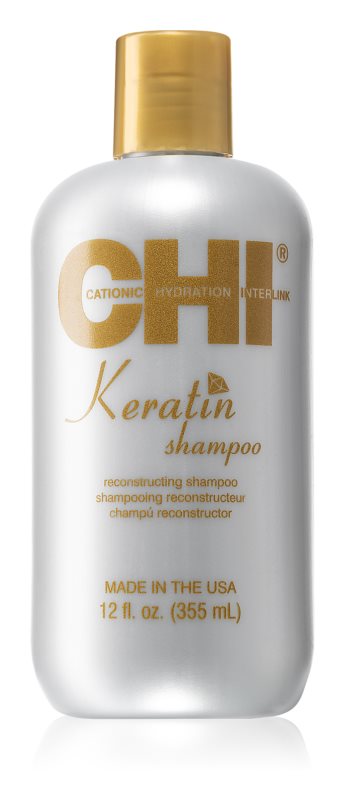 CHI®
CATIONIC HYDRATION INTERLINK
Keratin
shampoo
reconstructing shampoo
shampooing reconstructeur
champú reconstructor
MADE IN THE USA
12 fl. oz. (355 mL)